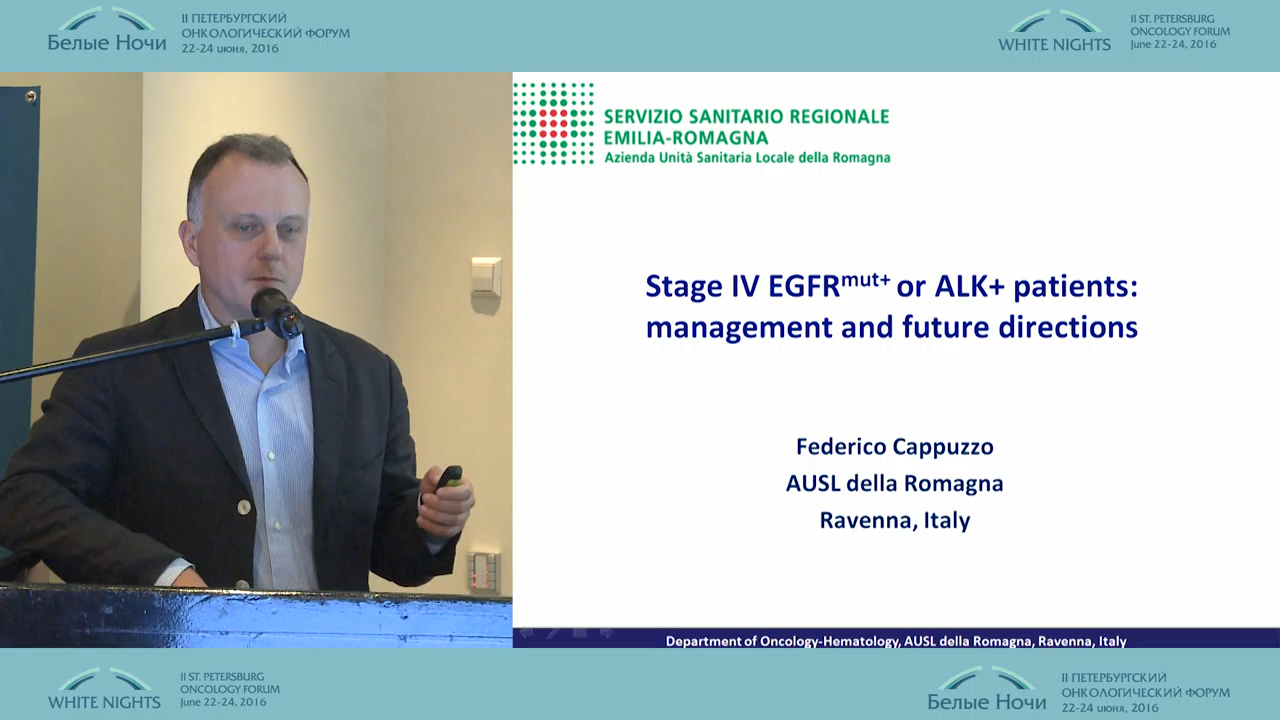 Белые Ночи
II ПЕТЕРБУРГСКИЙ
ОНКОЛОГИЧЕСКИЙ ФОРУМ
22-24 июня, 2016
WHITE NIGHTS
II ST. PETERSBURG
ONCOLOGY FORUM
June 22-24, 2016
SERVIZIO SANITARIO REGIONALE
EMILIA-ROMAGNA
Azienda Unità Sanitaria Locale della Romagna
Stage IV EGFRmut+ or ALK+ patients:
management and future directions
Federico Cappuzzo
AUSL della Romagna
Ravenna, Italy
Department of Oncology-Hematology, AUSL della Romagna, Ravenna, Italy
WHITE NIGHTS
II ST. PETERSBURG
ONCOLOGY FORUM
June 22-24, 2016
Белые Ночи
II ПЕТЕРБУРГСКИЙ
ОНКОЛОГИЧЕСКИЙ ФОРУМ
22-24 июня, 2016